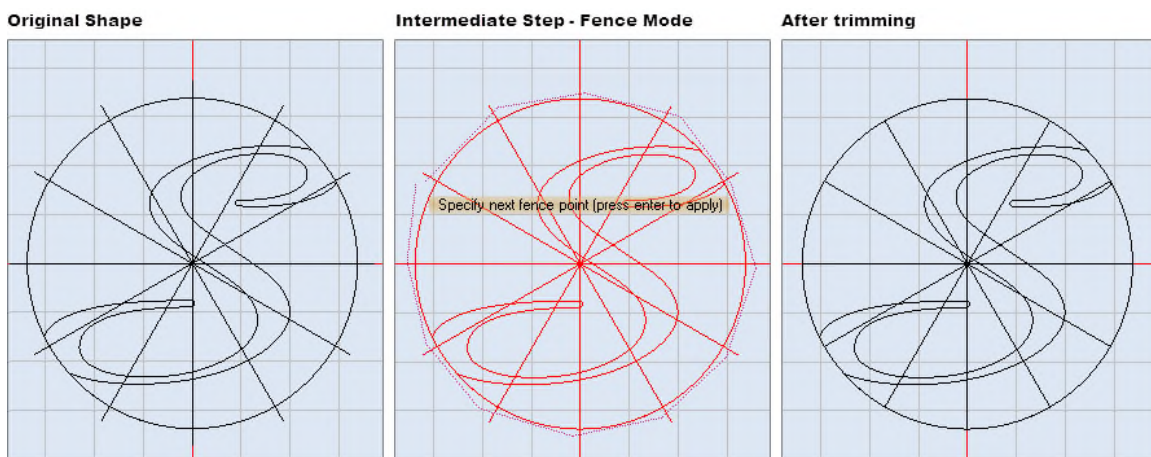 Original Shape
Intermediate Step - Fence Mode
After trimming
Specify next fence point (press enter to apply)